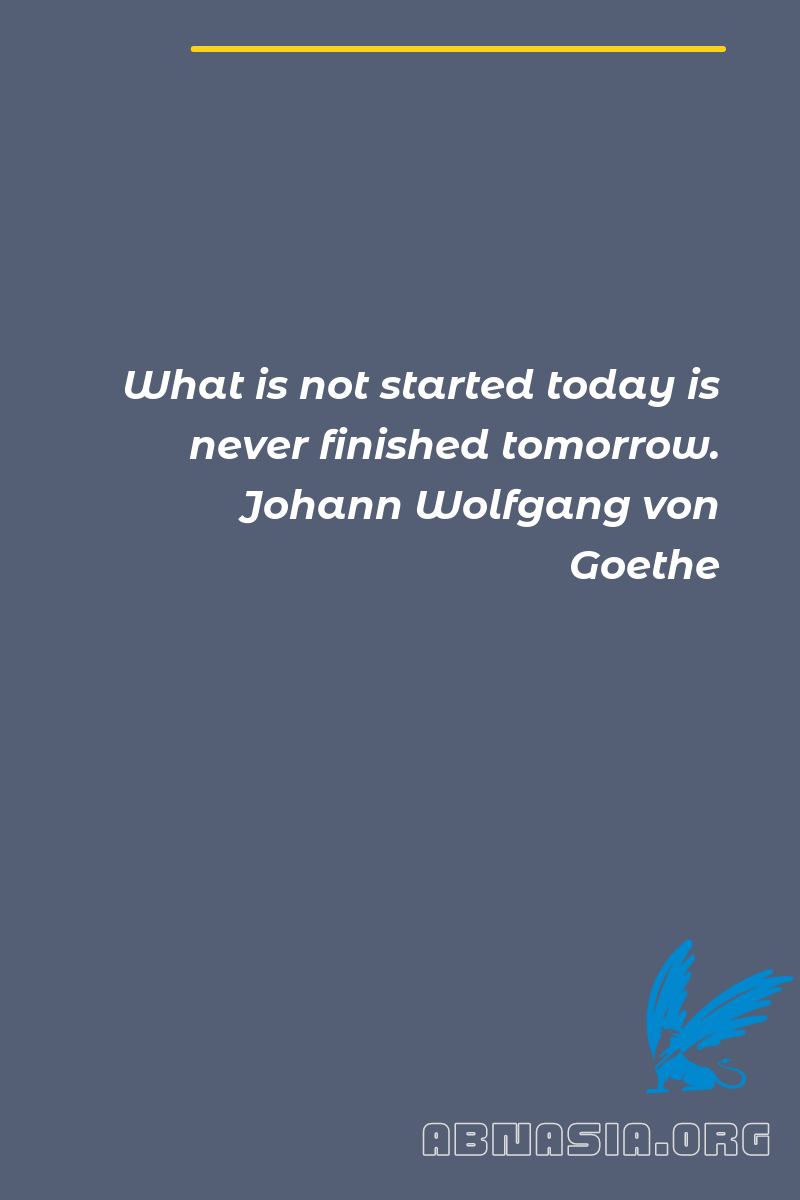 What is not started today is
never finished tomorrow.
Johann Wolfgang von
Goethe
ABNASIA.ORG